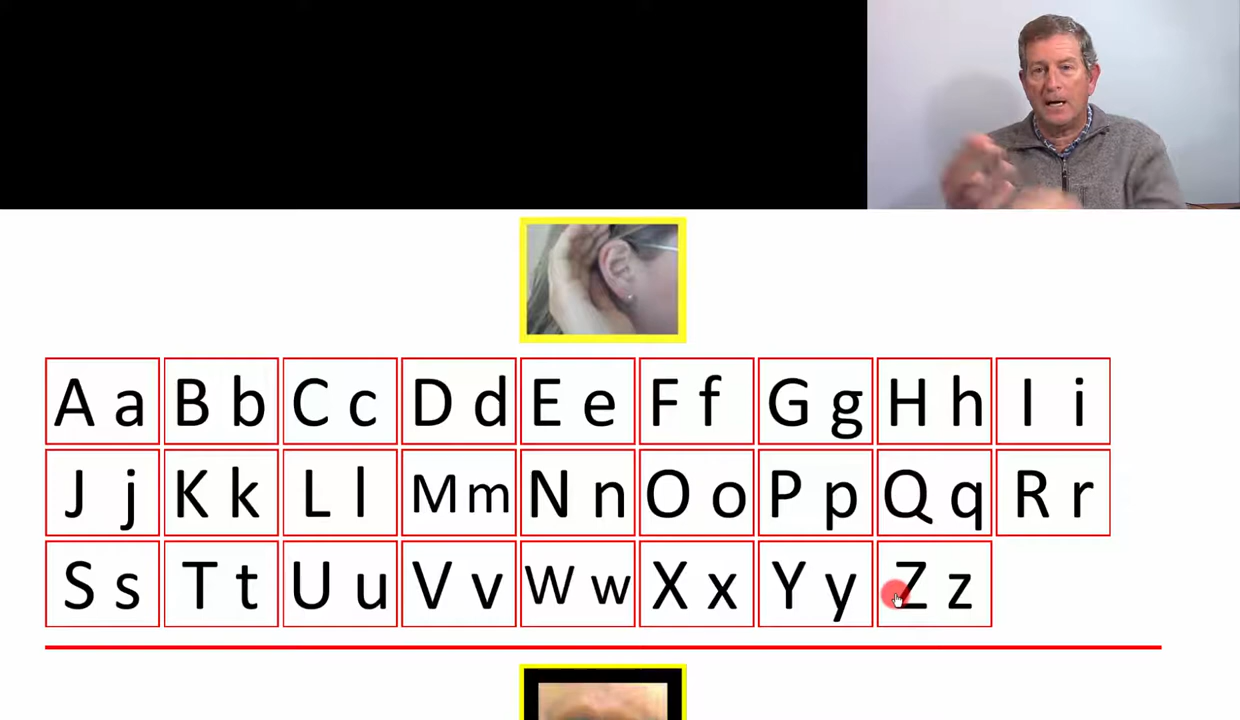 A a B b C c D d E e F f G g H h I i
J j K k L l M m N n O o P p Q q R r
S s T t U u V v W w X x Y y Z z